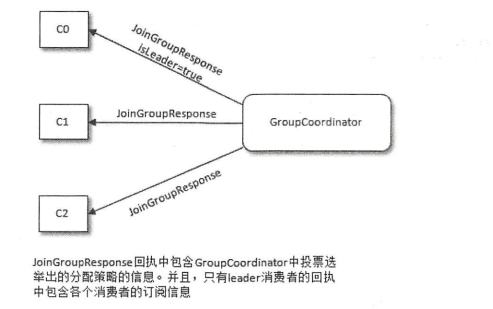 C0
JoinGroupResponse
isLeader=true
C1
JoinGroupResponse
GroupCoordinator
C2
JoinGroupResponse
JoinGroupResponse回执中包含GroupCoordinator中投票选
举出的分配策略的信息。并且，只有leader消费者的回执
中包含各个消费者的订阅信息